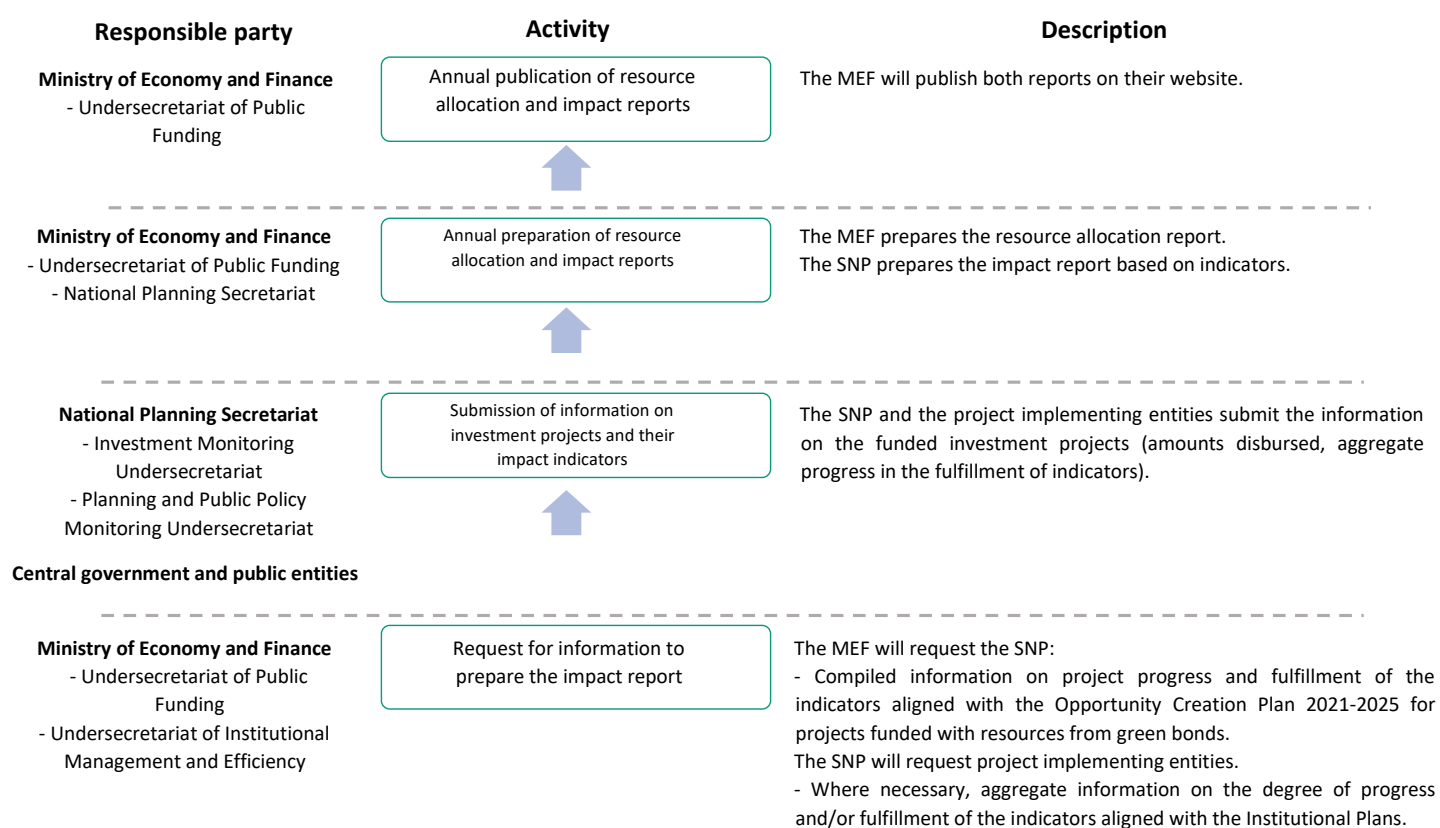 Responsible party
Activity
Description
Ministry of Economy and Finance
- Undersecretariat of Public
Funding
Annual publication of resource
allocation and impact reports
The MEF will publish both reports on their website.
Ministry of Economy and Finance
- Undersecretariat of Public Funding
- National Planning Secretariat
Annual preparation of resource
allocation and impact reports
The MEF prepares the resource allocation report.
The SNP prepares the impact report based on indicators.
National Planning Secretariat
- Investment Monitoring
Undersecretariat
- Planning and Public Policy
Monitoring Undersecretariat
Central government and public entities
Submission of information on
investment projects and their
impact indicators
The SNP and the project implementing entities submit the information
on the funded investment projects (amounts disbursed, aggregate
progress in the fulfillment of indicators).
Ministry of Economy and Finance
- Undersecretariat of Public
Funding
- Undersecretariat of Institutional
Management and Efficiency
Request for information to
prepare the impact report
The MEF will request the SNP:
- Compiled information on project progress and fulfillment of the
indicators aligned with the Opportunity Creation Plan 2021-2025 for
projects funded with resources from green bonds.
The SNP will request project implementing entities.
- Where necessary, aggregate information on the degree of progress
and/or fulfillment of the indicators aligned with the Institutional Plans.